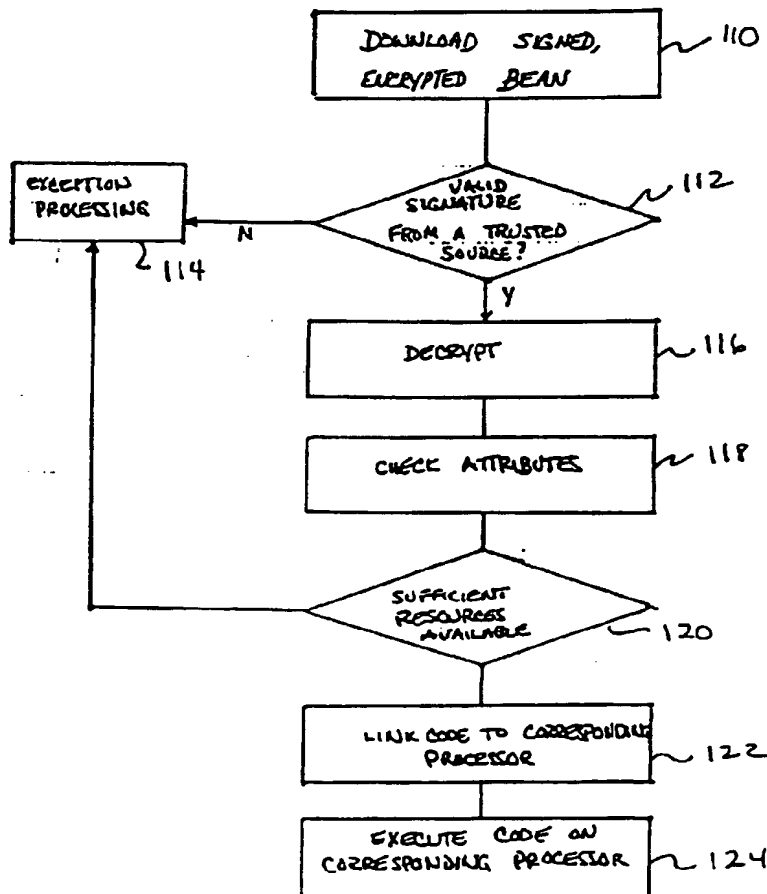 DOWNLOAD SIGNED,
ENCRYPTED BEAN
110
VALID
SIGNATURE
FROM A TRUSTED
SOURCE?
112
N
EXCEPTION
PROCESSING
114
Y
DECRYPT
116
CHECK ATTRIBUTES
118
SUFFICIENT
RESOURCES
AVAILABLE
120
LINK CODE TO CORRESPONDING
PROCESSOR
122
EXECUTE CODE ON
CORRESPONDING PROCESSOR
124